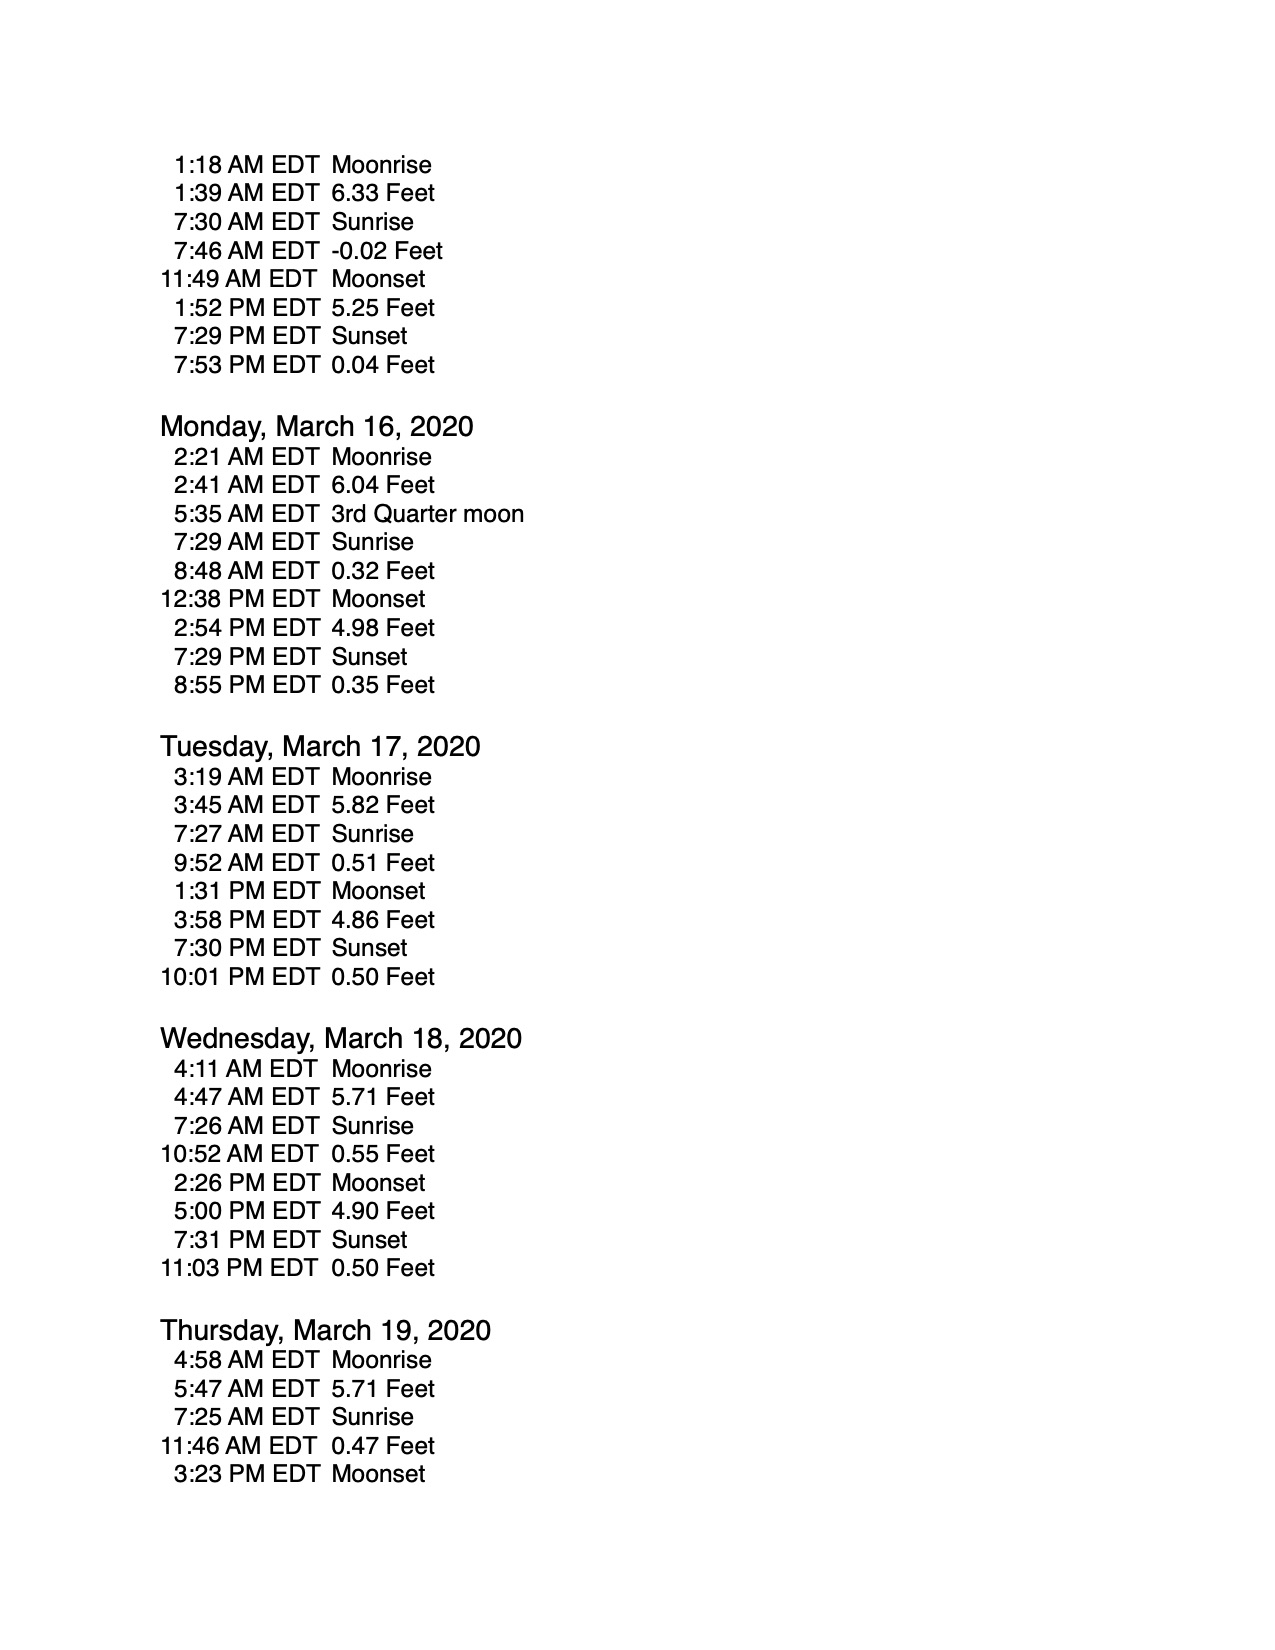 1:18 AM EDT Moonrise
1:39 AM EDT 6.33 Feet
7:30 AM EDT Sunrise
7:46 AM EDT -0.02 Feet
11:49 AM EDT Moonset
1:52 PM EDT 5.25 Feet
7:29 PM EDT Sunset
7:53 PM EDT 0.04 Feet
Monday, March 16, 2020
2:21 AM EDT Moonrise
2:41 AM EDT 6.04 Feet
5:35 AM EDT 3rd Quarter moon
7:29 AM EDT Sunrise
8:48 AM EDT 0.32 Feet
12:38 PM EDT Moonset
2:54 PM EDT 4.98 Feet
7:29 PM EDT Sunset
8:55 PM EDT 0.35 Feet
Tuesday, March 17, 2020
3:19 AM EDT Moonrise
3:45 AM EDT 5.82 Feet
7:27 AM EDT Sunrise
9:52 AM EDT 0.51 Feet
1:31 PM EDT Moonset
3:58 PM EDT 4.86 Feet
7:30 PM EDT Sunset
10:01 PM EDT 0.50 Feet
Wednesday, March 18, 2020
4:11 AM EDT Moonrise
4:47 AM EDT 5.71 Feet
7:26 AM EDT Sunrise
10:52 AM EDT 0.55 Feet
2:26 PM EDT Moonset
5:00 PM EDT 4.90 Feet
7:31 PM EDT Sunset
11:03 PM EDT 0.50 Feet
Thursday, March 19, 2020
4:58 AM EDT Moonrise
5:47 AM EDT 5.71 Feet
7:25 AM EDT Sunrise
11:46 AM EDT 0.47 Feet
3:23 PM EDT Moonset